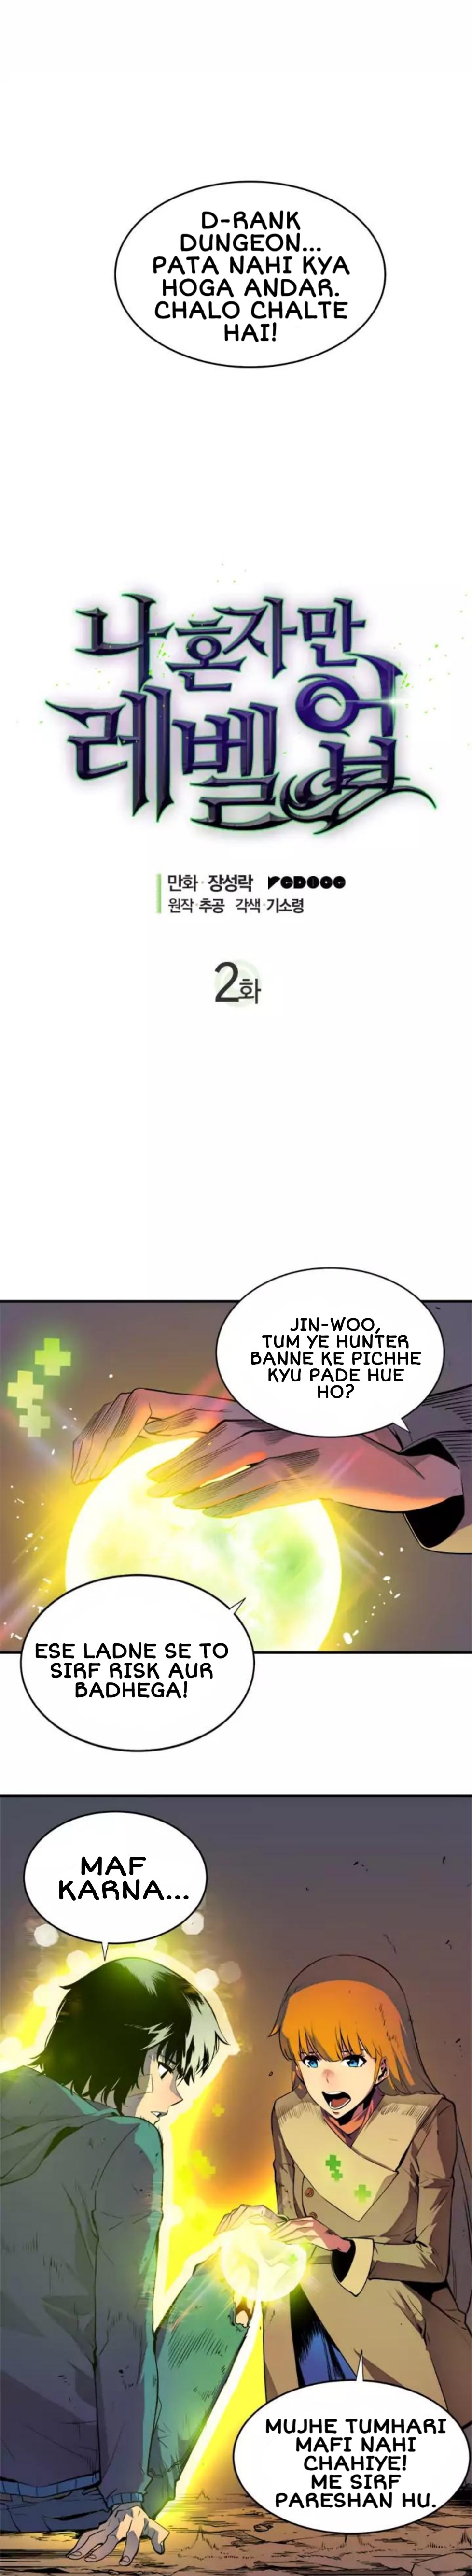 D-RANK
DUNGEON...
PATA NAHI KYA
HOGA ANDAR.
CHALO CHALTE
HAI!
나 혼자만
레벨업
만화·장성락 REDICE
원작·추공 각색·기소령
2화
JIN-WOO,
TUM YE HUNTER
BANNE KE PICHHE
KYU PADE HUE
HO?
ESE LADNE SE TO
SIRF RISK AUR
BADHEGA!
MAF
KARNA...
MUJHE TUMHARI
MAFI NAHI
CHAHIYE!
ME SIRF
PARESHAN HU.